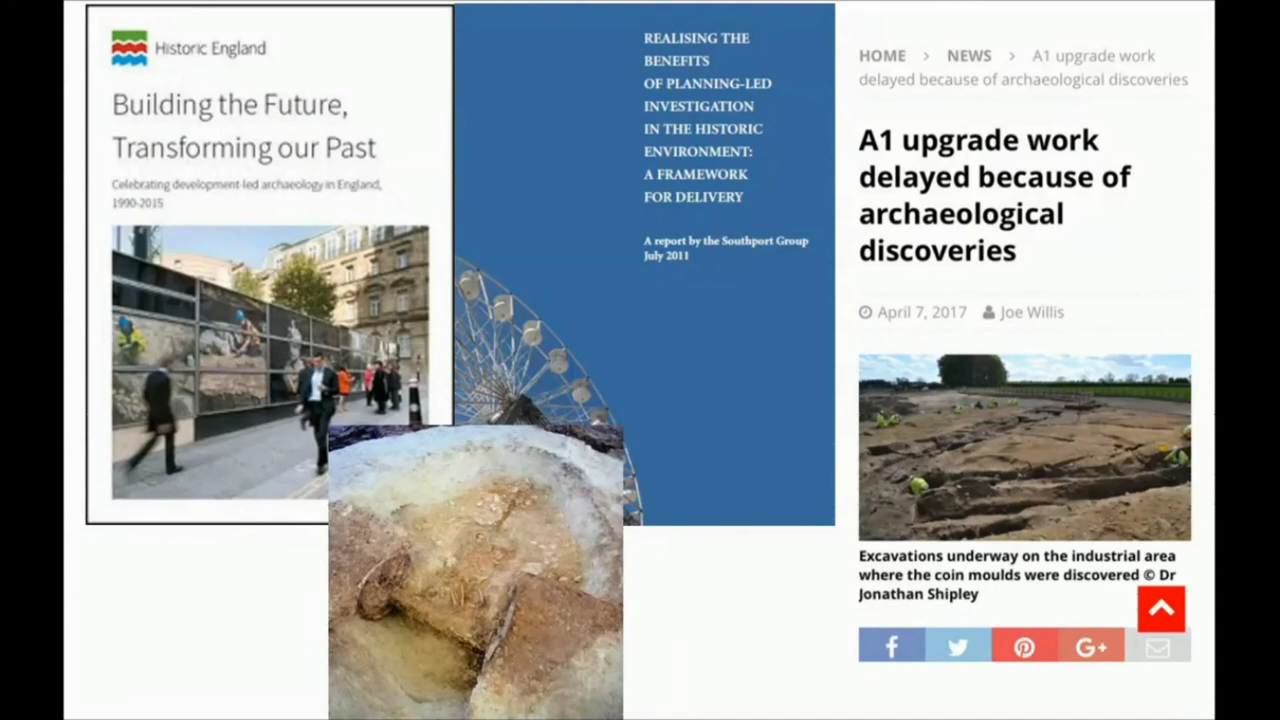 Historic England
Building the Future,
Transforming our Past
Celebrating development-led archaeology in England,
1990-2015
REALISING THE
BENEFITS
OF PLANNING-LED
INVESTIGATION
IN THE HISTORIC
ENVIRONMENT:
A FRAMEWORK
FOR DELIVERY
A report by the Southport Group
July 2011
HOME > NEWS > A1 upgrade work
delayed because of archaeological discoveries
A1 upgrade work
delayed because of
archaeological
discoveries
April 7, 2017 Joe Willis
Excavations underway on the industrial area
where the coin moulds were discovered © Dr
Jonathan Shipley
f G+